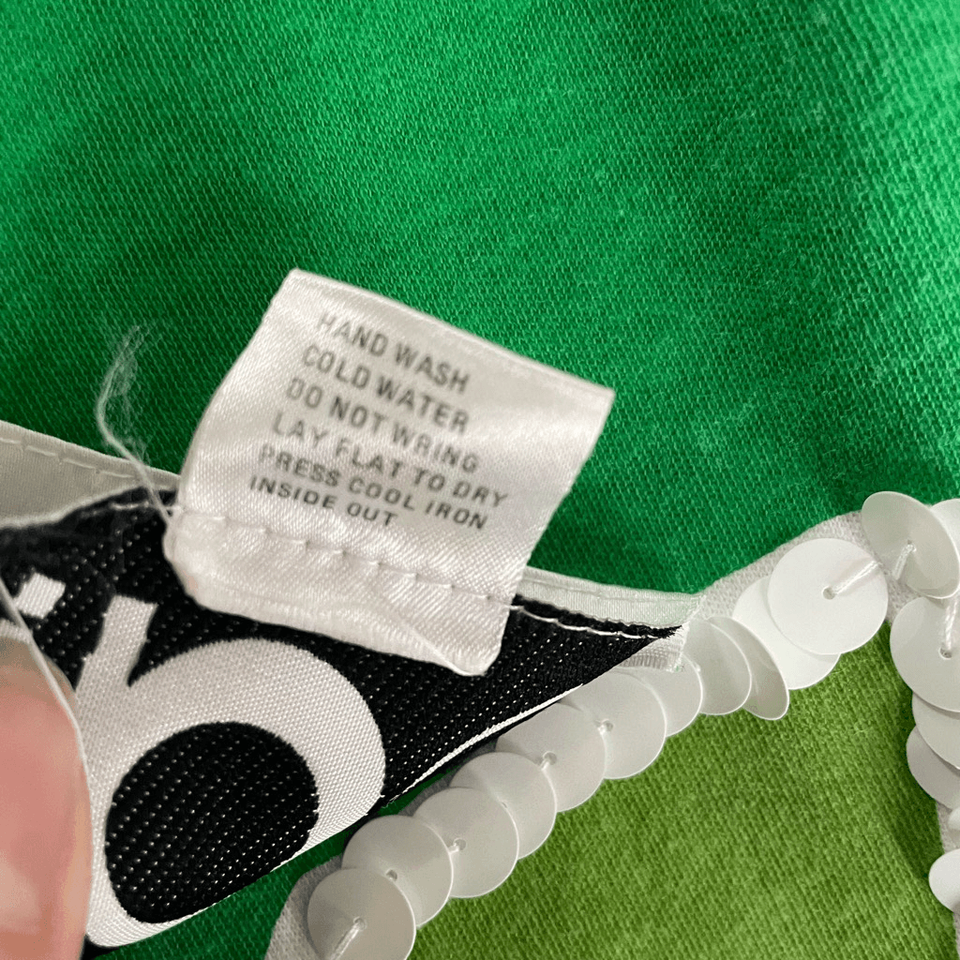 HAND WASH
COLD WATER
DO NOT WRING
LAY FLAT TO DRY
PRESS COOL IRON
INSIDE OUT